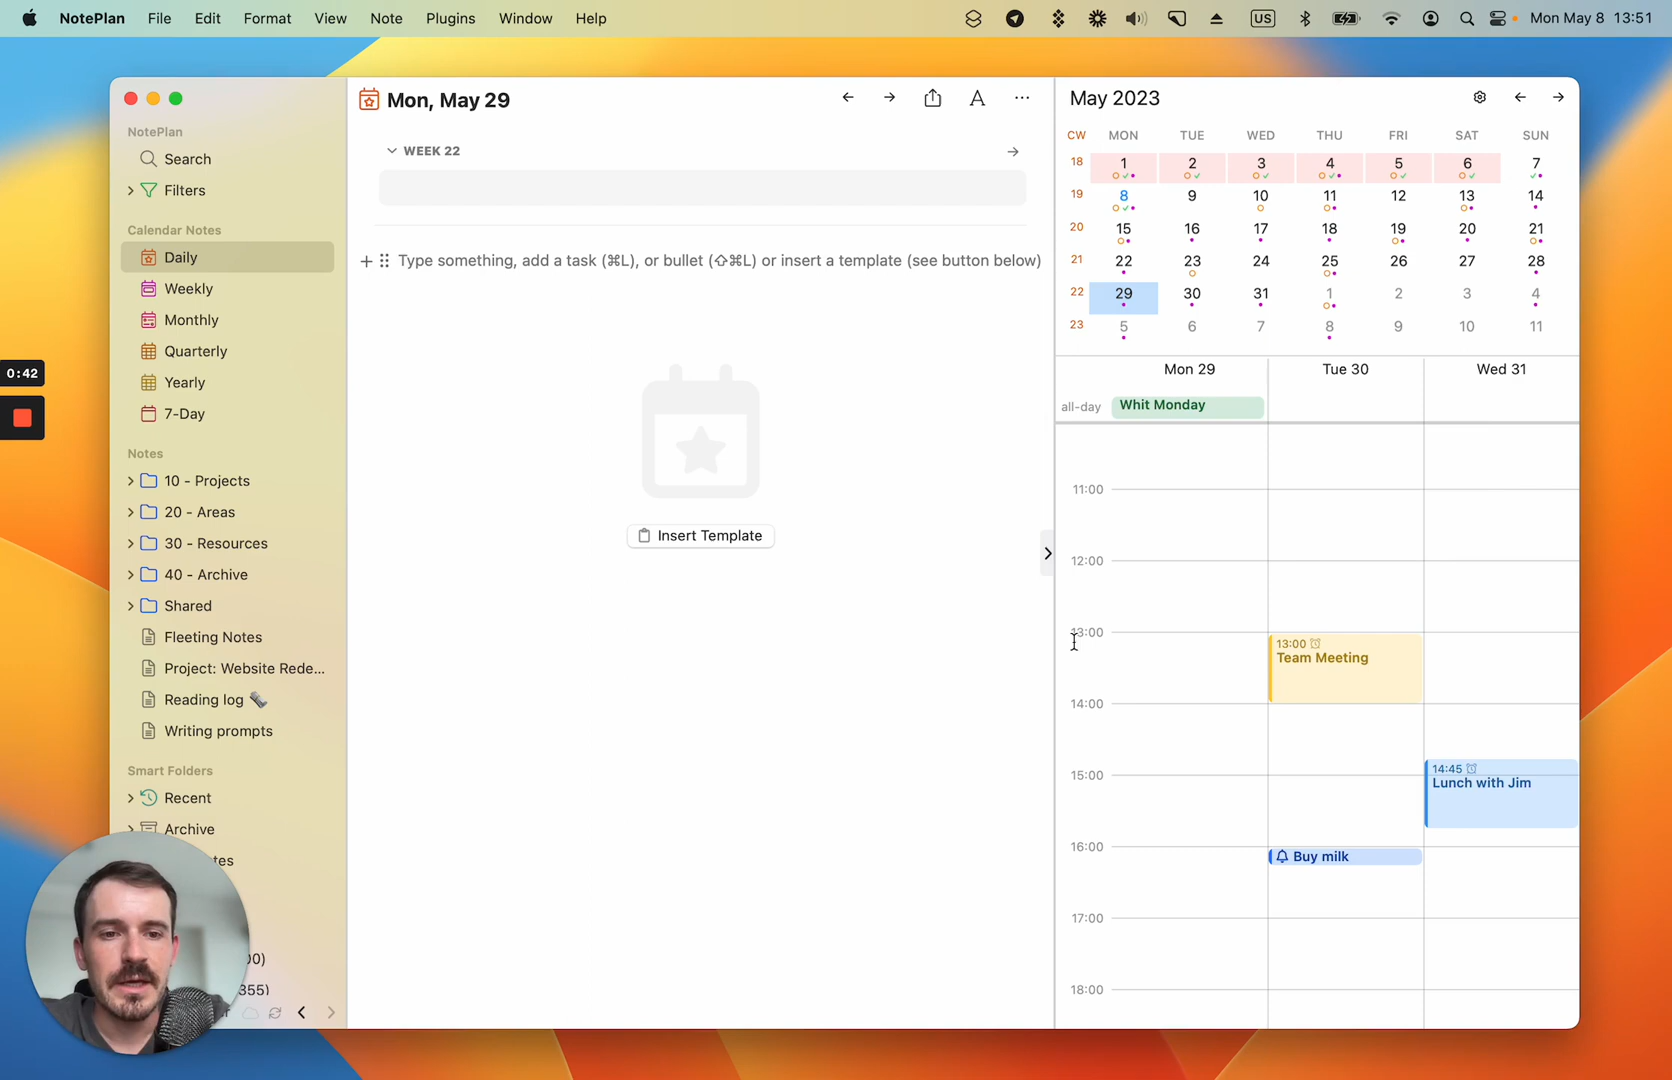 NotePlan File Edit Format View Note Plugins Window Help US Mon May 8 13:51
NotePlan
Search
Filters
Calendar Notes
Daily
Weekly
Monthly
Quarterly
Yearly
7-Day
Notes
10 - Projects
20 - Areas
30 - Resources
40 - Archive
Shared
Fleeting Notes
Project: Website Rede...
Reading log
Writing prompts
Smart Folders
Recent
Archive
0:42
Mon, May 29
WEEK 22
Type something, add a task (⌘L), or bullet (⇧⌘L) or insert a template (see button below)
Insert Template
May 2023
CW MON TUE WED THU FRI SAT SUN
18 1 2 3 4 5 6 7
19 8 9 10 11 12 13 14
20 15 16 17 18 19 20 21
21 22 23 24 25 26 27 28
22 29 30 31 1 2 3 4
23 5 6 7 8 9 10 11
Mon 29 Tue 30 Wed 31
all-day Whit Monday
11:00
12:00
13:00
13:00
Team Meeting
14:00
14:45
Lunch with Jim
15:00
16:00
Buy milk
17:00
18:00